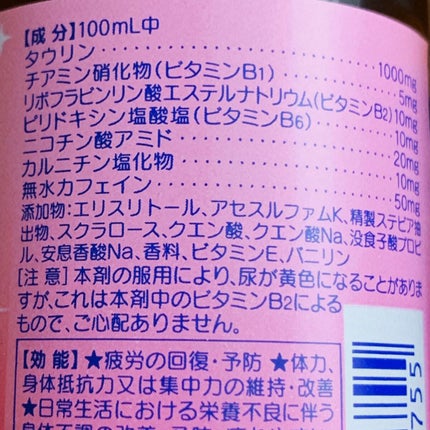 【成分】100mL中
タウリン‥‥‥‥‥‥‥‥‥‥1000mg
チアミン硝化物(ビタミンB1)‥‥‥‥5mg
リボフラビンリン酸エステルナトリウム(ビタミンB2)10mg
ピリドキシン塩酸塩(ビタミンB6)‥‥‥10mg
ニコチン酸アミド‥‥‥‥‥‥‥‥20mg
カルニチン塩化物‥‥‥‥‥‥‥‥10mg
無水カフェイン‥‥‥‥‥‥‥‥‥50mg
添加物:エリスリトール、アセスルファムK、精製ステビア抽
出物、スクラロース、クエン酸、クエン酸Na、没食子酸プロピ
ル、安息香酸Na、香料、ビタミンE、バニリン
[注意]本剤の服用により、尿が黄色になることがありま
すが、これは本剤中のビタミンB2による
もので、ご心配ありません。
【効能】★疲労の回復・予防 ★体力、
身体抵抗力又は集中力の維持・改善
★日常生活における栄養不良に伴う
755